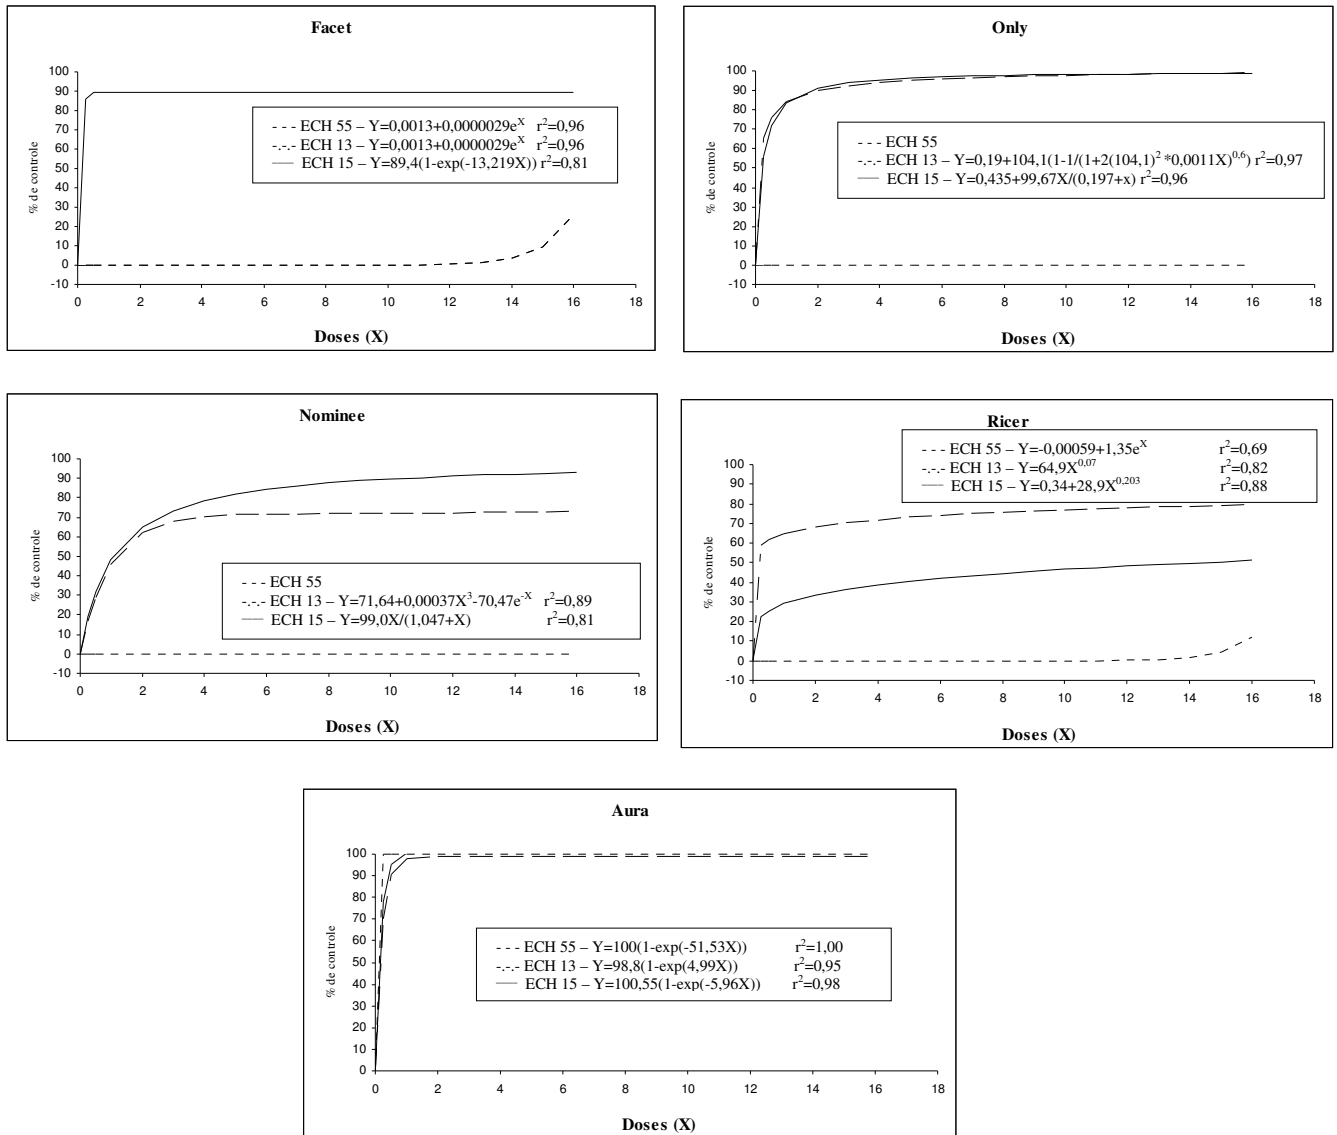 Facet
100
90
80
70
60
50
40
30
20
10
0
-10
% de controle
- - - ECH 55 – Y=0,0013+0,0000029e^X r²=0,96
-.-.- ECH 13 – Y=0,0013+0,0000029e^X r²=0,96
— ECH 15 – Y=89,4(1-exp(-13,219X)) r²=0,81
0 2 4 6 8 10 12 14 16 18
Doses (X)
Only
100
90
80
70
60
50
40
30
20
10
0
-10
% de controle
- - - ECH 55
-.-.- ECH 13 – Y=0,19+104,1(1-1/(1+2(104,1)² *0,0011X)^0,6) r²=0,97
— ECH 15 – Y=0,435+99,67X/(0,197+x) r²=0,96
0 2 4 6 8 10 12 14 16 18
Doses (X)
Nominee
100
90
80
70
60
50
40
30
20
10
0
-10
% de controle
- - - ECH 55
-.-.- ECH 13 – Y=71,64+0,00037X³-70,47e^-X r²=0,89
— ECH 15 – Y=99,0X/(1,047+X) r²=0,81
0 2 4 6 8 10 12 14 16 18
Doses (X)
Ricer
100
90
80
70
60
50
40
30
20
10
0
-10
% de controle
- - - ECH 55 – Y=-0,00059+1,35e^X r²=0,69
-.-.- ECH 13 – Y=64,9X^0,07 r²=0,82
— ECH 15 – Y=0,34+28,9X^0,203 r²=0,88
0 2 4 6 8 10 12 14 16 18
Doses (X)
Aura
100
90
80
70
60
50
40
30
20
10
0
% de controle
- - - ECH 55 – Y=100(1-exp(-51,53X)) r²=1,00
-.-.- ECH 13 – Y=98,8(1-exp(4,99X)) r²=0,95
— ECH 15 – Y=100,55(1-exp(-5,96X)) r²=0,98
0 2 4 6 8 10 12 14 16 18
Doses (X)